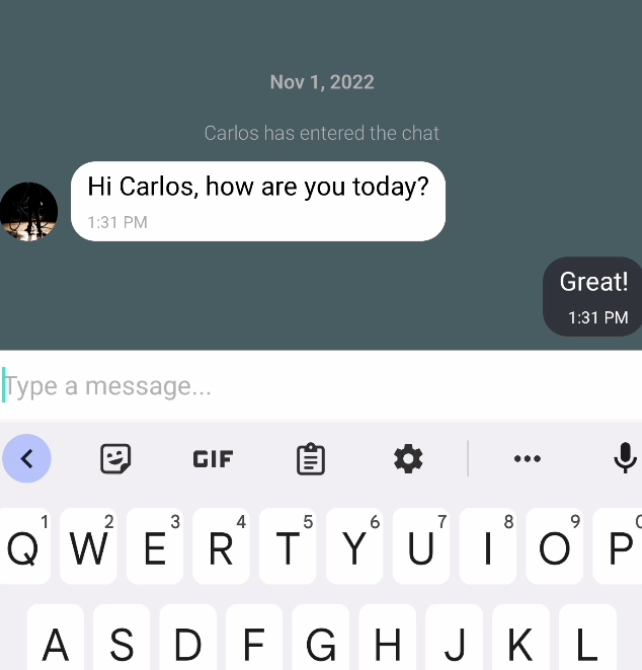 Nov 1, 2022
Carlos has entered the chat
Hi Carlos, how are you today?
1:31 PM
Great!
1:31 PM
Type a message...
GIF
1 2 3 4 5 6 7 8 9
Q W E R T Y U I O P
A S D F G H J K L